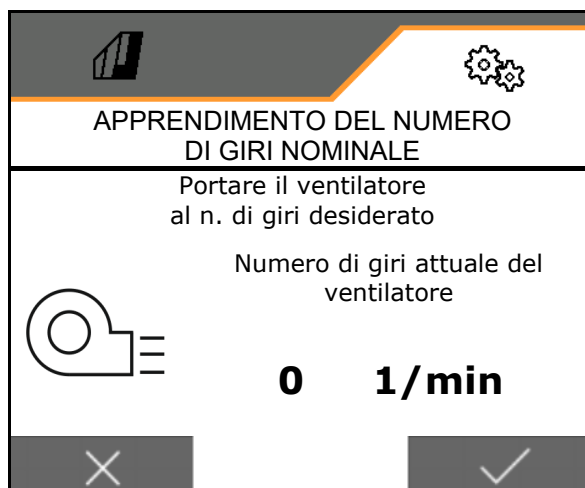 APPRENDIMENTO DEL NUMERO
DI GIRI NOMINALE
Portare il ventilatore
al n. di giri desiderato
Numero di giri attuale del
ventilatore
0 1/min